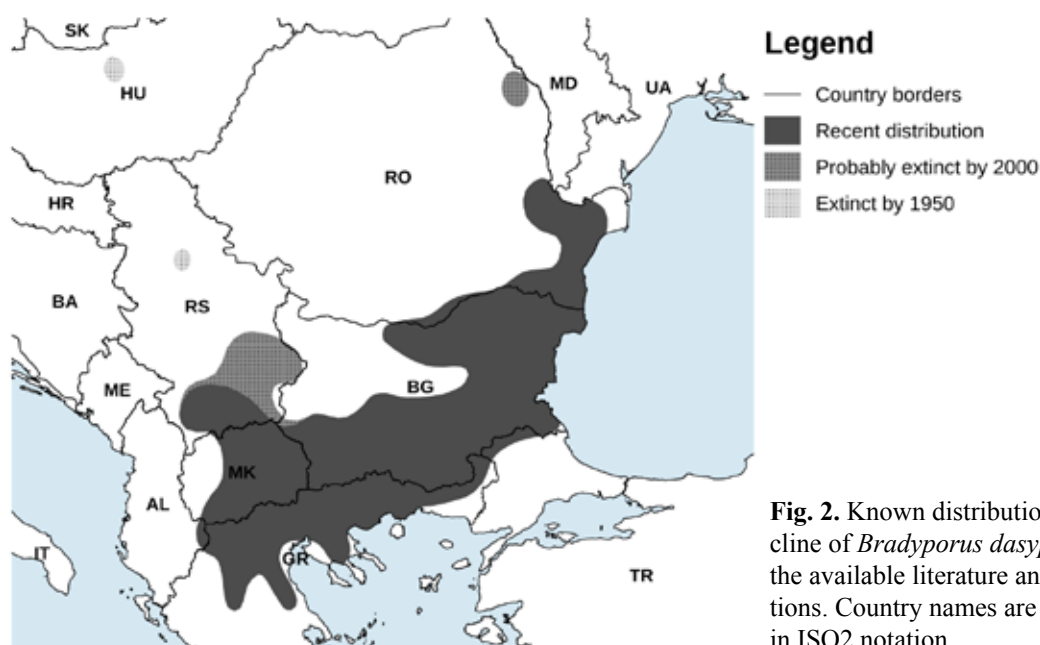 SK
HU
MD
UA
RO
HR
BA
RS
ME
BG
MK
AL
IT
GR
TR
Legend
Country borders
Recent distribution
Probably extinct by 2000
Extinct by 1950
Fig. 2. Known distributio
cline of Bradyporus dasyp
the available literature an
tions. Country names are
in ISO2 notation